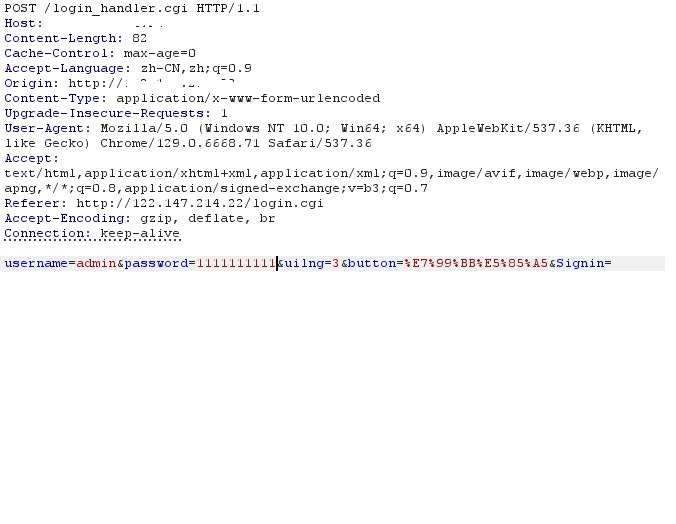 POST /login_handler.cgi HTTP/1.1
Host:
Content-Length: 82
Cache-Control: max-age=0
Accept-Language: zh-CN,zh;q=0.9
Origin: http://
Content-Type: application/x-www-form-urlencoded
Upgrade-Insecure-Requests: 1
User-Agent: Mozilla/5.0 (Windows NT 10.0; Win64; x64) AppleWebKit/537.36 (KHTML,
like Gecko) Chrome/129.0.6668.71 Safari/537.36
Accept:
text/html,application/xhtml+xml,application/xml;q=0.9,image/avif,image/webp,image/
apng,*/*;q=0.8,application/signed-exchange;v=b3;q=0.7
Referer: http://122.147.214.22/login.cgi
Accept-Encoding: gzip, deflate, br
Connection: keep-alive
username=admin&password=1111111111&uilng=3&button=%E7%99%BB%E5%85%A5&Signin=